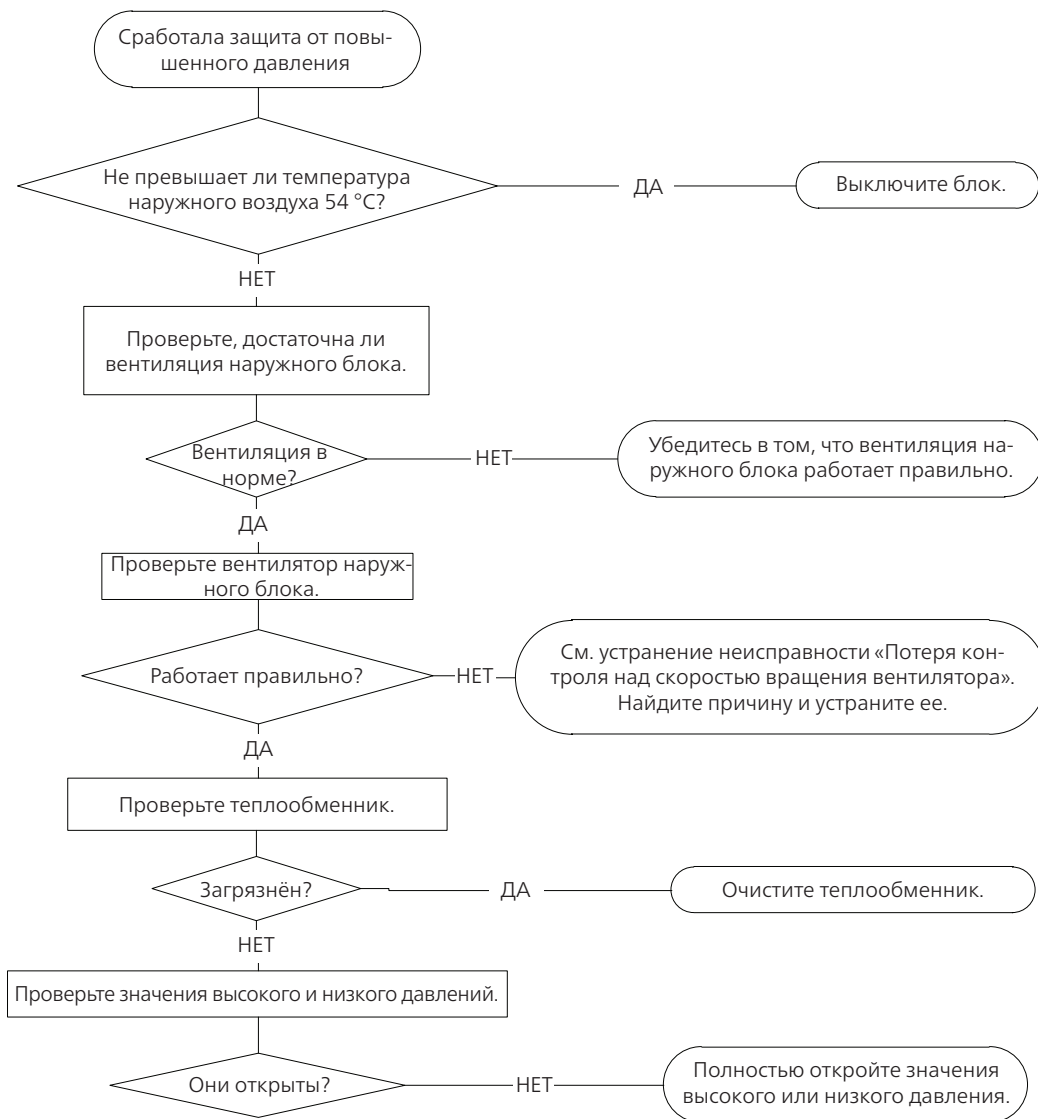 Сработала защита от повы-
шенного давления
Не превышает ли температура
наружного воздуха 54 °C?
ДА
Выключите блок.
НЕТ
Проверьте, достаточна ли
вентиляция наружного блока.
Вентиляция в
норме?
НЕТ
Убедитесь в том, что вентиляция на-
ружного блока работает правильно.
ДА
Проверьте вентилятор наруж-
ного блока.
Работает правильно?
НЕТ
См. устранение неисправности «Потеря кон-
троля над скоростью вращения вентилятора».
Найдите причину и устраните ее.
ДА
Проверьте теплообменник.
Загрязнён?
ДА
Очистите теплообменник.
НЕТ
Проверьте значения высокого и низкого давлений.
Они открыты?
НЕТ
Полностью откройте значения
высокого или низкого давления.